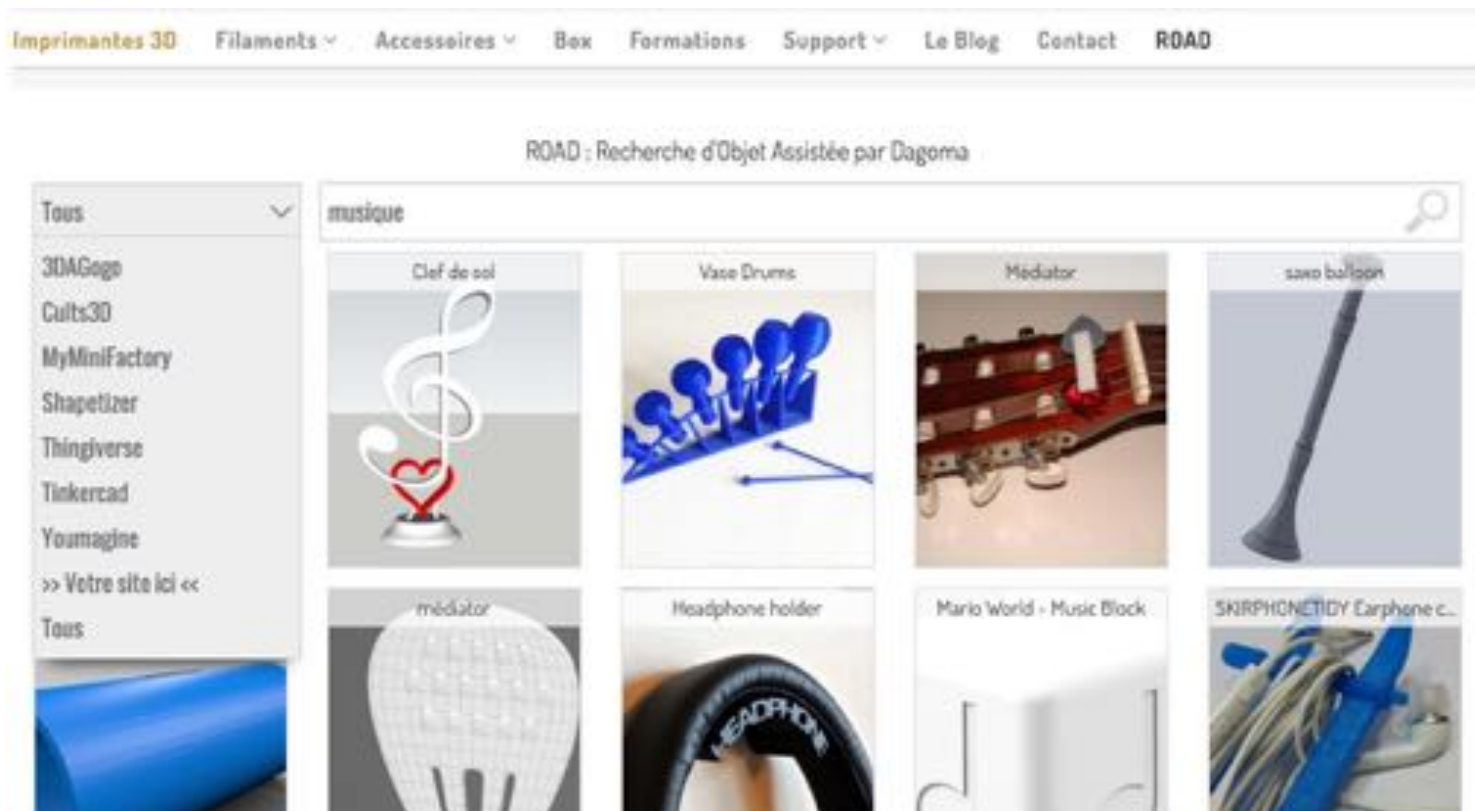 Imprimantes 3D Filaments Accessoires Box Formations Support Le Blog Contact ROAD
ROAD : Recherche d'Objet Assistée par Dagoma
Tous
musique
3DAGogo
Cults3D
MyMiniFactory
Shapetizer
Thingiverse
Tinkercad
Youmagine
>> Votre site ici <<
Tous
Clef de sol
Vase Drums
Médiator
saxo balloon
médiator
Headphone holder
Mario World - Music Block
SKIRPHONETIDY Earphone c...
HEADPHONE